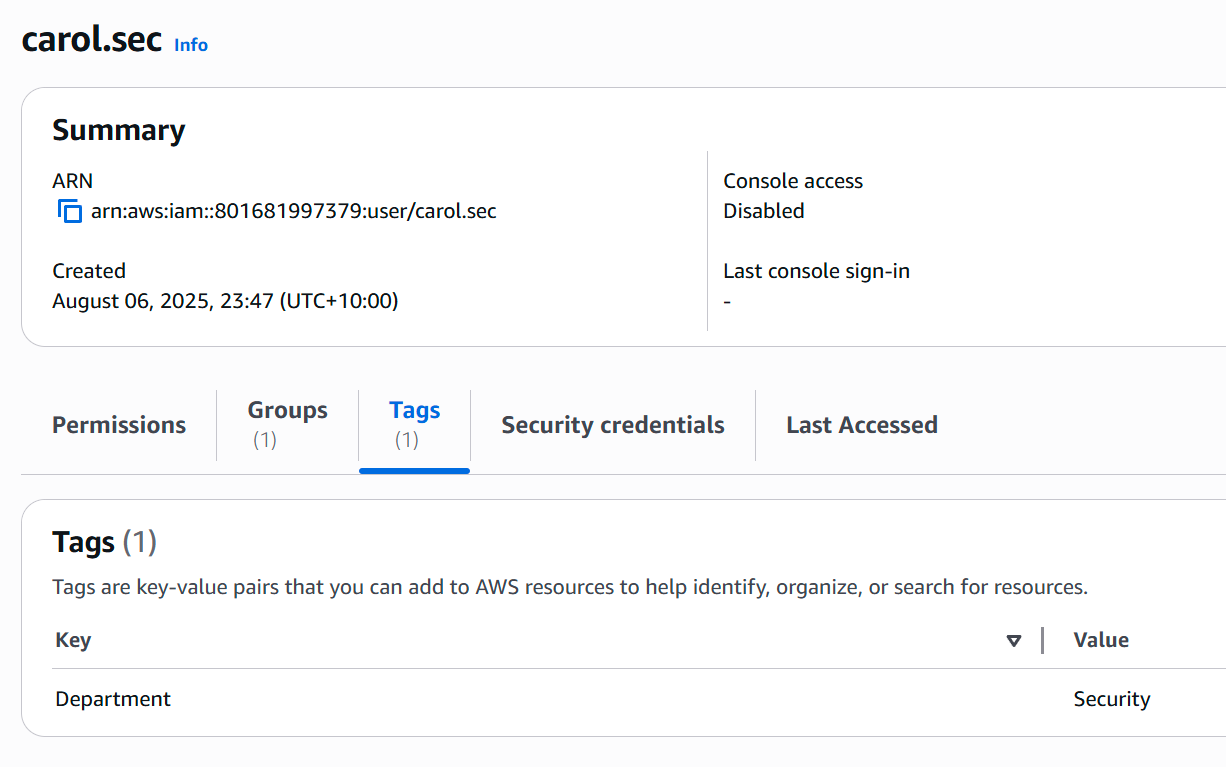 carol.sec Info
Summary
ARN
arn:aws:iam::801681997379:user/carol.sec
Console access
Disabled
Created
August 06, 2025, 23:47 (UTC+10:00)
Last console sign-in
-
Permissions
Groups
(1)
Tags
(1)
Security credentials
Last Accessed
Tags (1)
Tags are key-value pairs that you can add to AWS resources to help identify, organize, or search for resources.
Key
Value
Department
Security